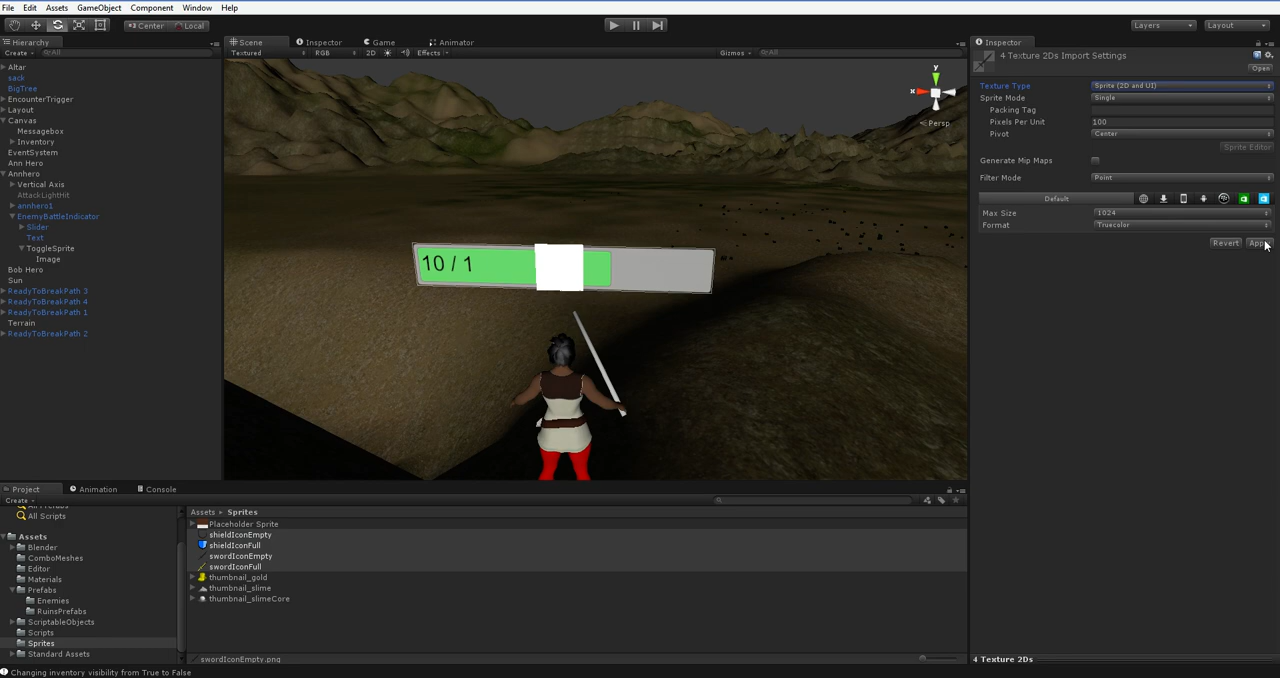 File Edit Assets GameObject Component Window Help
Center Local Layers Layout
Hierarchy
Create All
Altar
sack
BigTree
EncounterTrigger
Layout
Canvas
Messagebox
Inventory
EventSystem
Ann Hero
Annhero
Vertical Axis
AttackLightHit
annhero1
EnemyBattleIndicator
Slider
Text
ToggleSprite
Image
Bob Hero
Sun
ReadyToBreakPath 3
ReadyToBreakPath 4
ReadyToBreakPath 1
Terrain
ReadyToBreakPath 2
Scene Inspector Game Animator
Textured RGB 2D Effects Gizmos All
y
x
Persp
10 / 1
Inspector
4 Texture 2Ds Import Settings
Open
Texture Type Sprite (2D and UI)
Sprite Mode Single
Packing Tag
Pixels Per Unit 100
Pivot Center
Sprite Editor
Generate Mip Maps
Filter Mode Point
Default
Max Size 1024
Format Truecolor
Revert
4 Texture 2Ds
Project Animation Console
Create
All Scripts
Assets
Blender
ComboMeshes
Editor
Materials
Prefabs
Enemies
RuinsPrefabs
ScriptableObjects
Scripts
Sprites
Standard Assets
Assets Sprites
Placeholder Sprite
shieldIconEmpty
shieldIconFull
swordIconEmpty
swordIconFull
thumbnail_gold
thumbnail_slime
thumbnail_slimeCore
swordIconEmpty.png
Changing inventory visibility from True to False